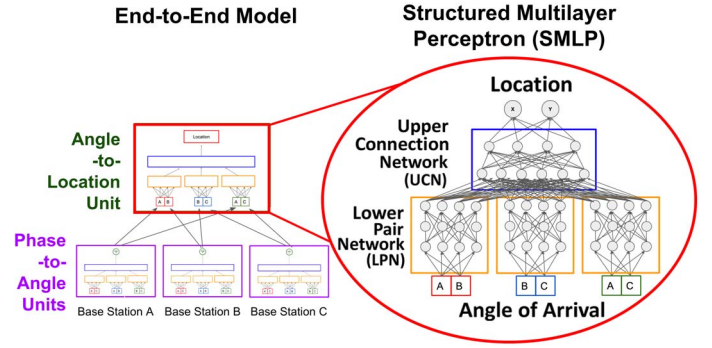 End-to-End Model
Structured Multilayer
Perceptron (SMLP)
Angle
-to-
Location
Unit
Location
A B
B C
A C
Phase
-to-
Angle
Units
Base Station A
Base Station B
Base Station C
Location
X Y
Upper
Connection
Network
(UCN)
Lower
Pair
Network
(LPN)
A B
B C
A C
Angle of Arrival